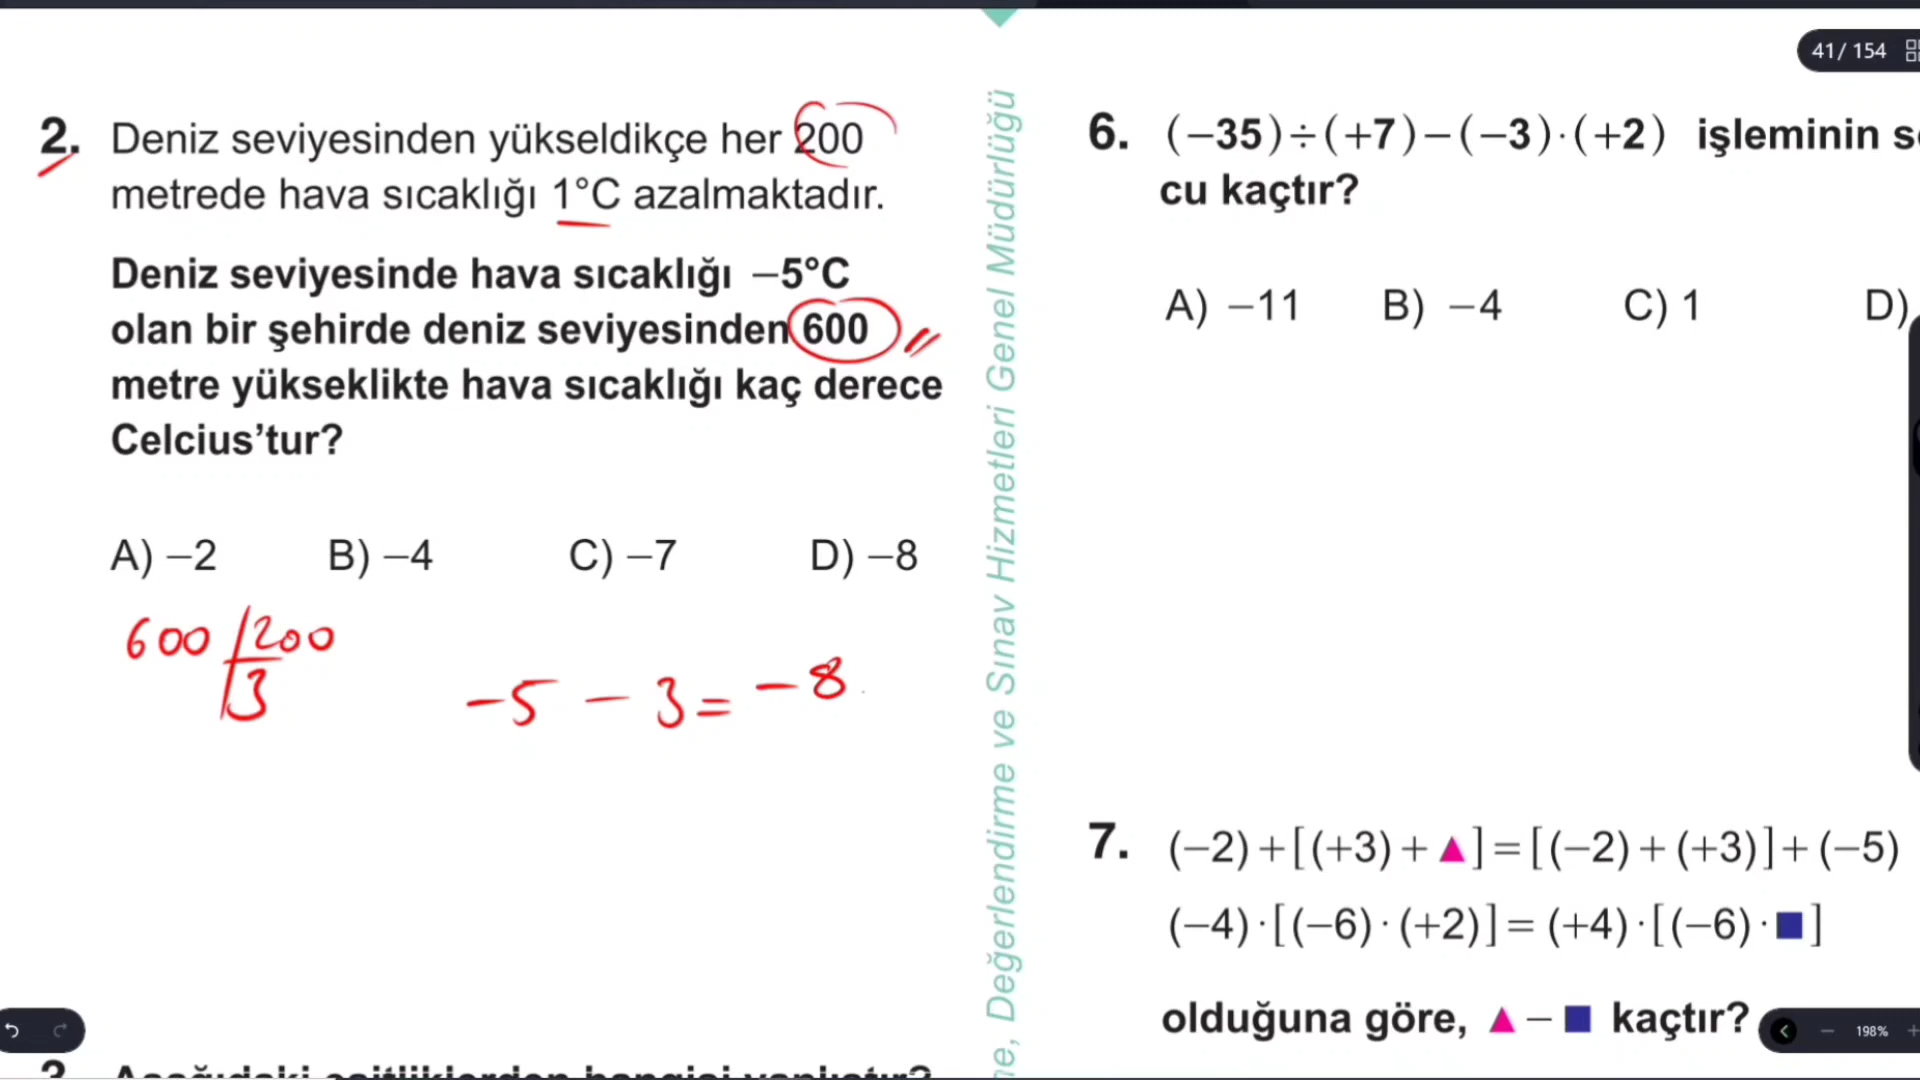 41/ 154
2. Deniz seviyesinden yükseldikçe her 200
metrede hava sıcaklığı 1°C azalmaktadır.
Deniz seviyesinde hava sıcaklığı −5°C
olan bir şehirde deniz seviyesinden 600
metre yükseklikte hava sıcaklığı kaç derece
Celcius’tur?
A) −2 B) −4 C) −7 D) −8
600 200
3
-5 - 3 = -8
Değerlendirme ve Sınav Hizmetleri Genel Müdürlüğü
6. (−35)÷(+7)−(−3)·(+2) işleminin
cu kaçtır?
A) −11 B) −4 C) 1 D)
7. (−2)+[(+3)+▲]=[(−2)+(+3)]+(−5)
(−4)·[(−6)·(+2)]=(+4)·[(−6)·■]
olduğuna göre, ▲−■ kaçtır?
198%